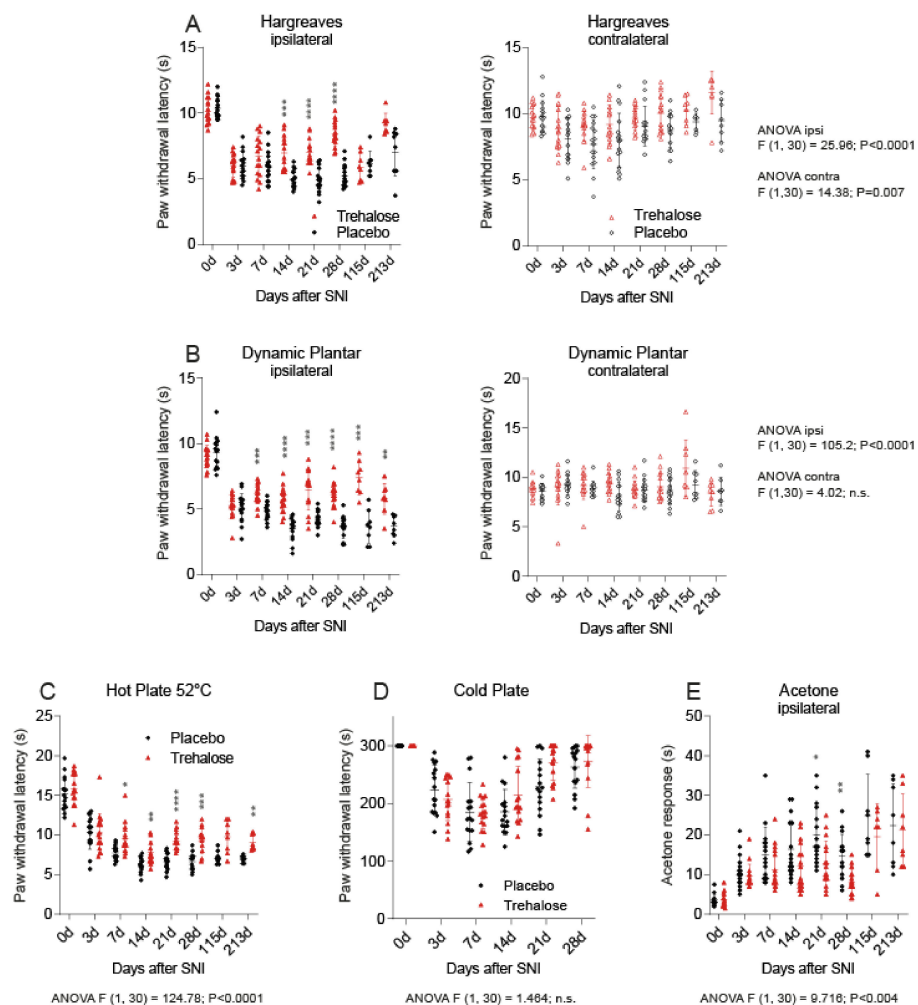 A
Hargreaves
ipsilateral
Paw withdrawal latency (s)
15
10
5
0
****
****
****
Trehalose
Placebo
0d
3d
7d
14d
21d
28d
115d
213d
Days after SNI
Hargreaves
contralateral
Paw withdrawal latency (s)
15
10
5
0
Trehalose
Placebo
0d
3d
7d
14d
21d
28d
115d
213d
Days after SNI
ANOVA ipsi
F (1, 30) = 25.96; P<0.0001
ANOVA contra
F (1,30) = 14.38; P=0.007
B
Dynamic Plantar
ipsilateral
Paw withdrawal latency (s)
15
10
5
0
***
****
***
****
***
**
0d
3d
7d
14d
21d
28d
115d
213d
Days after SNI
Dynamic Plantar
contralateral
Paw withdrawal latency (s)
20
15
10
0
0d
3d
7d
14d
21d
28d
115d
213d
Days after SNI
ANOVA ipsi
F (1, 30) = 105.2; P<0.0001
ANOVA contra
F (1,30) = 4.02; n.s.
C
Hot Plate 52°C
Paw withdrawal latency (s)
25
20
15
10
5
0
Placebo
Trehalose
*
**
****
***
**
0d
3d
7d
14d
21d
28d
115d
213d
Days after SNI
ANOVA F (1, 30) = 124.78; P<0.0001
D
Cold Plate
Paw withdrawal latency (s)
300
200
300
0
Placebo
Trehalose
0d
3d
7d
14d
21d
28d
Days after SNI
ANOVA F (1, 30) = 1.464; n.s.
E
Acetone
ipsilateral
Acetone response (s)
50
40
30
20
10
0
*
**
0d
3d
7d
14d
21d
28d
115d
213d
Days after SNI
ANOVA F (1, 30) = 9.716; P<0.004